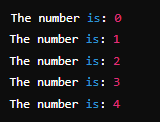 The number is: 0
The number is: 1
The number is: 2
The number is: 3
The number is: 4